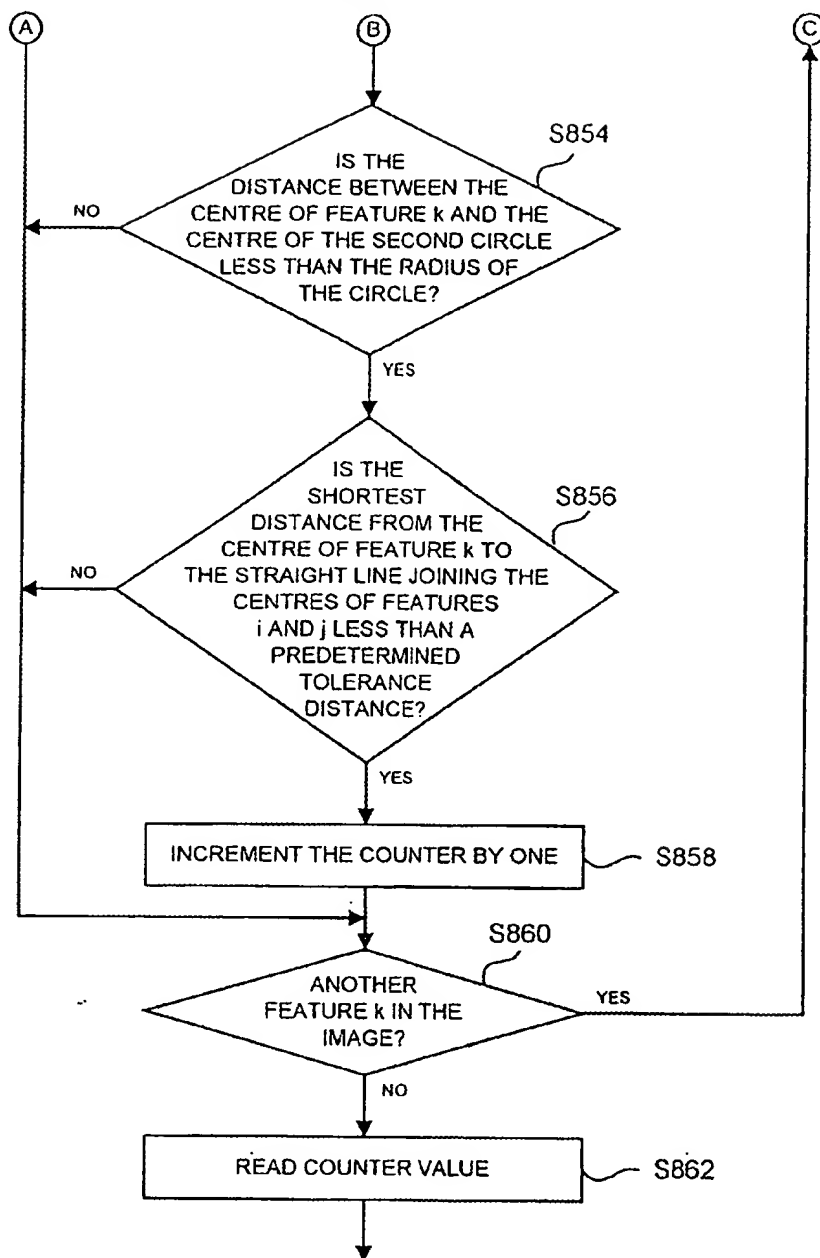 A
B
C
S854
IS THE
DISTANCE BETWEEN THE
CENTRE OF FEATURE k AND THE
CENTRE OF THE SECOND CIRCLE
LESS THAN THE RADIUS OF
THE CIRCLE?
NO
YES
S856
IS THE
SHORTEST
DISTANCE FROM THE
CENTRE OF FEATURE k TO
THE STRAIGHT LINE JOINING THE
CENTRES OF FEATURES
i AND j LESS THAN A
PREDETERMINED
TOLERANCE
DISTANCE?
NO
YES
INCREMENT THE COUNTER BY ONE
S858
S860
ANOTHER
FEATURE k IN THE
IMAGE?
YES
NO
READ COUNTER VALUE
S862